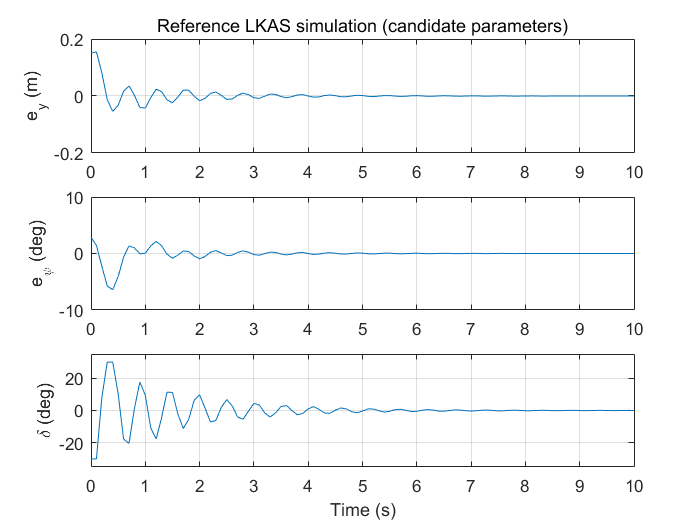 Reference LKAS simulation (candidate parameters)
e_y (m)
0.2
0
-0.2
0 1 2 3 4 5 6 7 8 9 10
e_ψ (deg)
10
0
-10
0 1 2 3 4 5 6 7 8 9 10
δ (deg)
20
0
-20
0 1 2 3 4 5 6 7 8 9 10
Time (s)